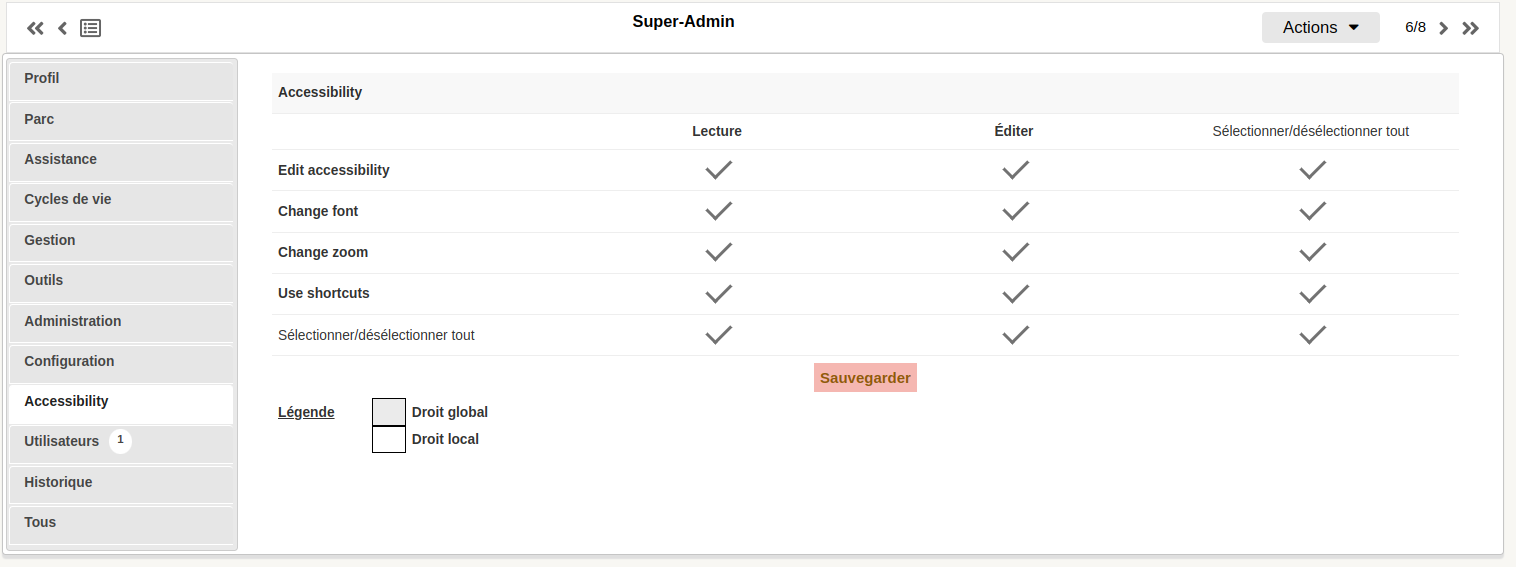 Super-Admin
Actions
6/8
Profil
Parc
Assistance
Cycles de vie
Gestion
Outils
Administration
Configuration
Accessibility
Utilisateurs 1
Historique
Tous
Accessibility
Lecture Éditer Sélectionner/désélectionner tout
Edit accessibility
Change font
Change zoom
Use shortcuts
Sélectionner/désélectionner tout
Sauvegarder
Légende Droit global
Droit local